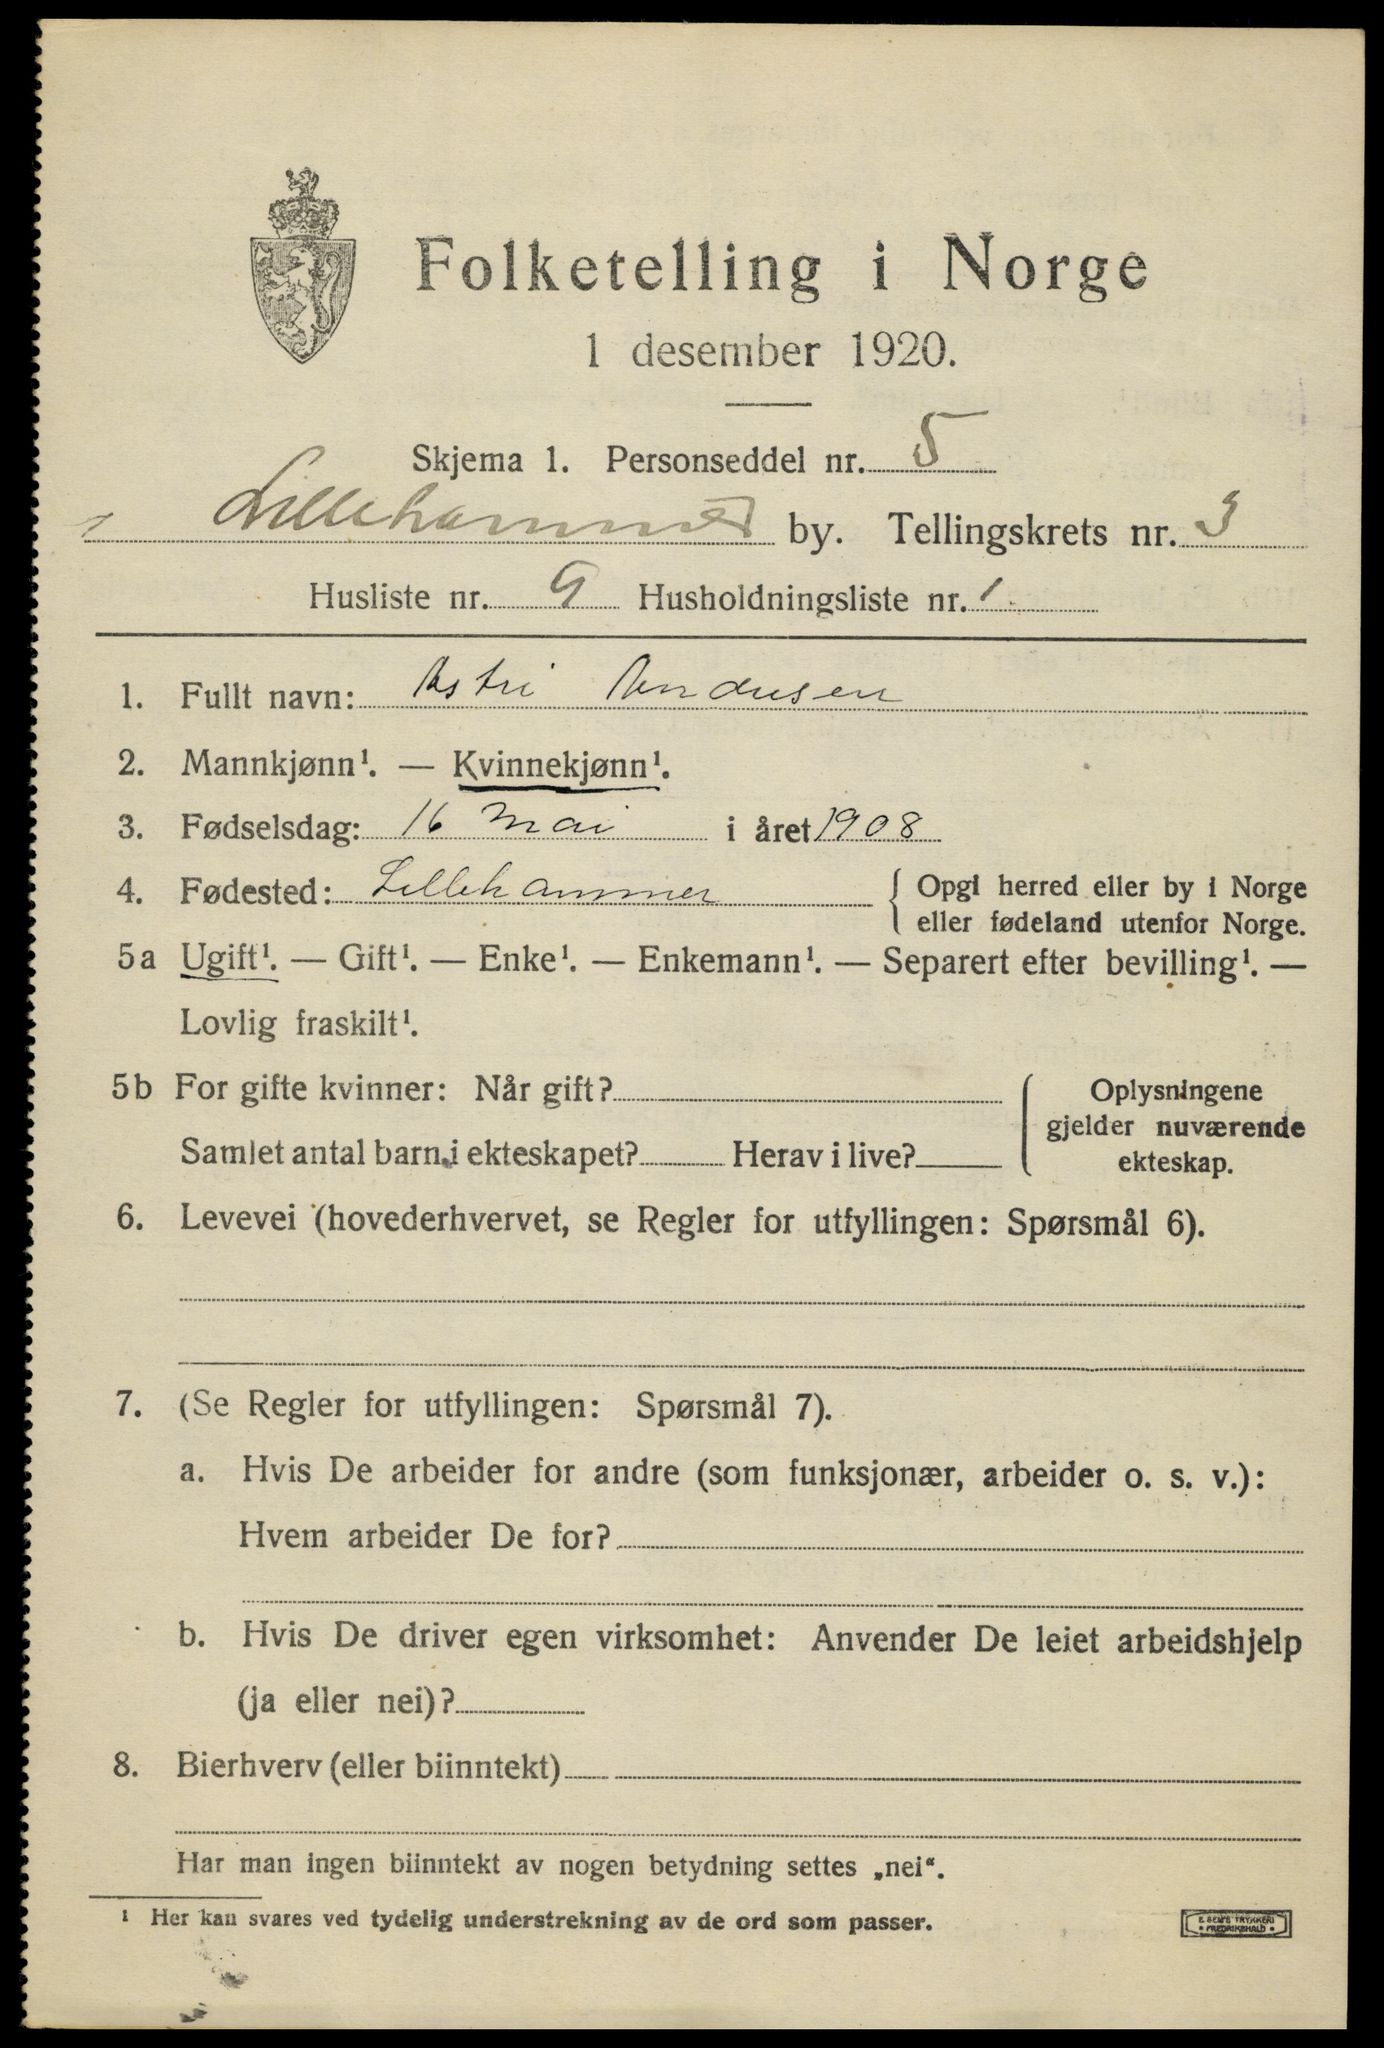 Folketelling i Norge
1 desember 1920.
Skjema 1. Personseddel nr. 5
Lillehammer by. Tellingskrets nr. 3
Husliste nr. 9 Husholdningsliste nr. 1
1. Fullt navn: Astri Andresen
2. Mannkjønn¹. — Kvinnekjønn¹.
3. Fødselsdag: 16 Mai i året 1908
4. Fødested: Lillehammer { Opgi herred eller by i Norge
eller fødeland utenfor Norge.
5a Ugift¹. — Gift¹. — Enke¹. — Enkemann¹. — Separert efter bevilling¹. —
Lovlig fraskilt¹.
5b For gifte kvinner: Når gift?
Samlet antal barn i ekteskapet? Herav i live?
{ Oplysningene
gjelder nuværende
ekteskap.
6. Levevei (hovederhvervet, se Regler for utfyllingen: Spørsmål 6).
7. (Se Regler for utfyllingen: Spørsmål 7).
a. Hvis De arbeider for andre (som funksjonær, arbeider o. s. v.):
Hvem arbeider De for?
b. Hvis De driver egen virksomhet: Anvender De leiet arbeidshjelp
(ja eller nei)?
8. Bierhverv (eller biinntekt)
Har man ingen biinntekt av nogen betydning settes „nei“.
¹ Her kan svares ved tydelig understrekning av de ord som passer.
E. SEM'S TRYKKERI
• FREDRIKSHALD •